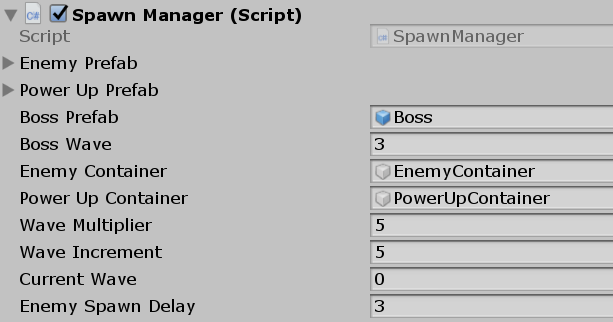 Spawn Manager (Script)
Script SpawnManager
Enemy Prefab
Power Up Prefab
Boss Prefab Boss
Boss Wave 3
Enemy Container EnemyContainer
Power Up Container PowerUpContainer
Wave Multiplier 5
Wave Increment 5
Current Wave 0
Enemy Spawn Delay 3